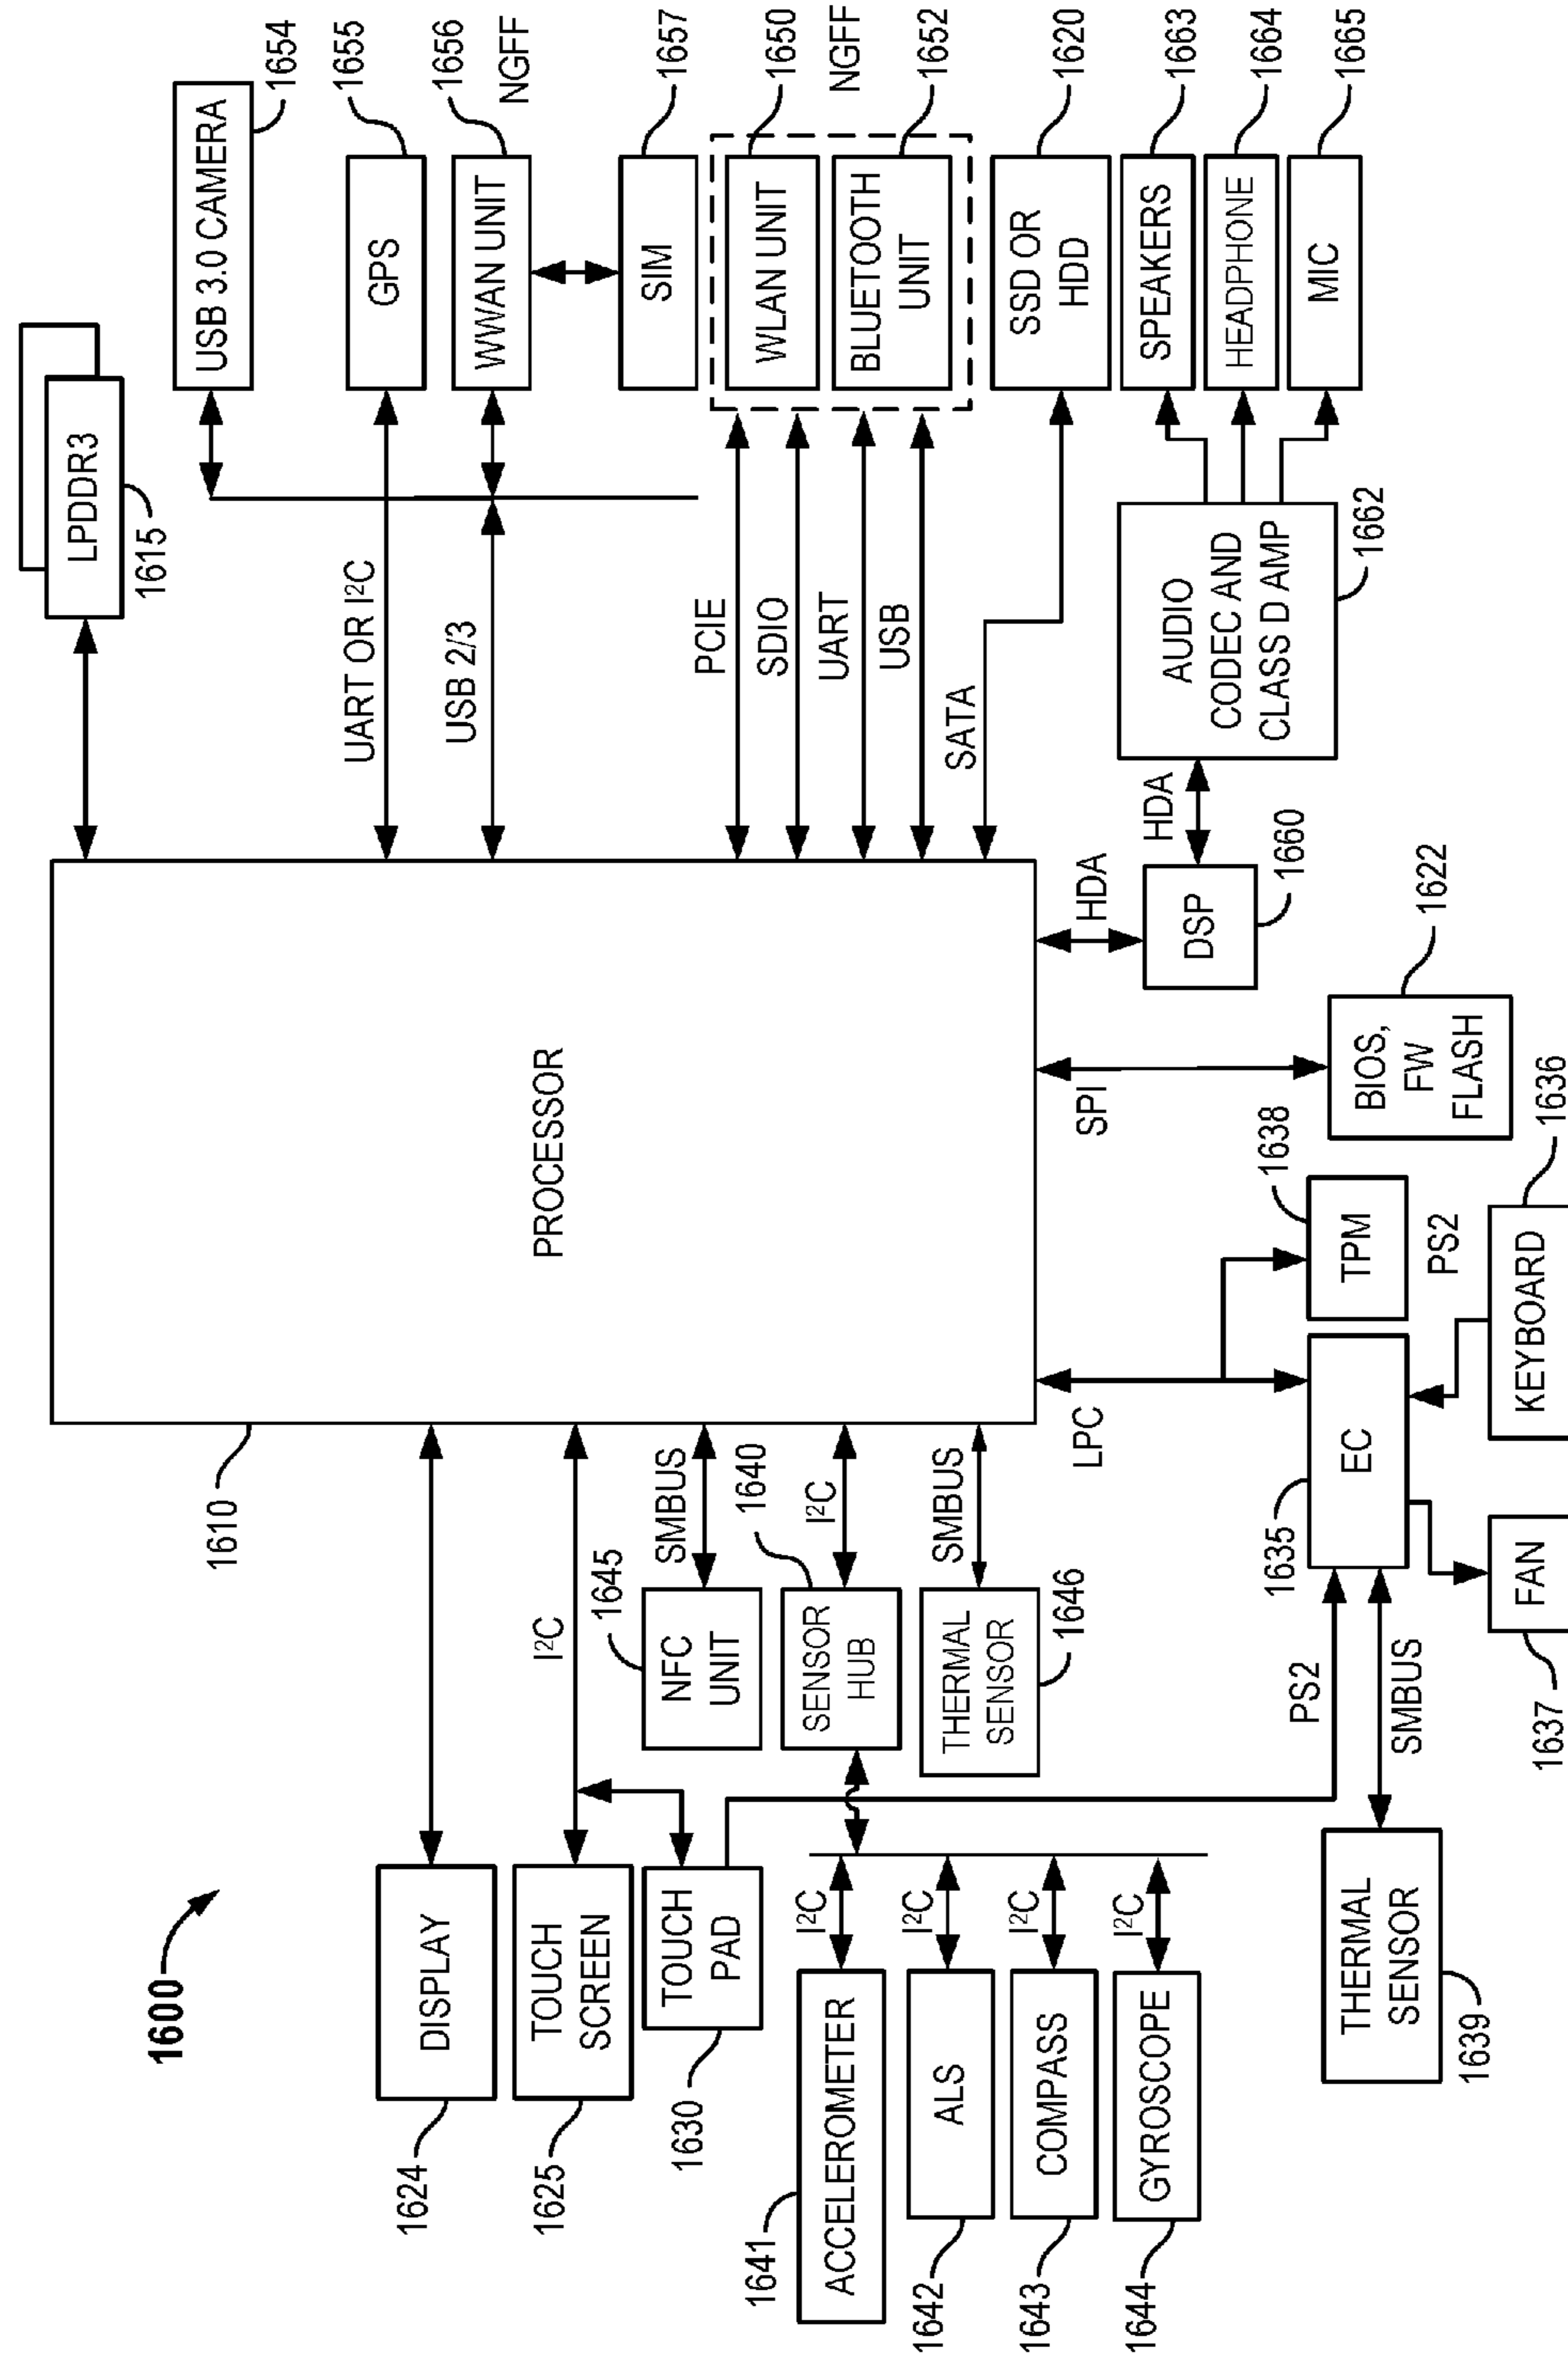 1600
LPDDR3
1615
DISPLAY
1624
1610
PROCESSOR
USB 3.0 CAMERA
1654
TOUCH
SCREEN
1625
I²C
UART OR I²C
GPS
1655
USB 2/3
WWAN UNIT
1656
NGFF
TOUCH
PAD
1630
NFC
UNIT
1645
SMBUS
SIM
1657
SENSOR
HUB
1640
I²C
PCIE
SDIO
UART
USB
WLAN UNIT
1650
NGFF
BLUETOOTH
UNIT
1652
THERMAL
SENSOR
1646
SMBUS
SATA
SSD OR
HDD
1620
ACCELEROMETER
1641
I²C
ALS
1642
I²C
COMPASS
1643
I²C
GYROSCOPE
1644
I²C
LPC
SPI
HDA
DSP
1660
HDA
AUDIO
CODEC AND
CLASS D AMP
1662
SPEAKERS
1663
HEADPHONE
1664
MIC
1665
THERMAL
SENSOR
1639
PS2
SMBUS
1635
EC
TPM
1638
BIOS,
FW
FLASH
1622
PS2
FAN
1637
KEYBOARD
1636